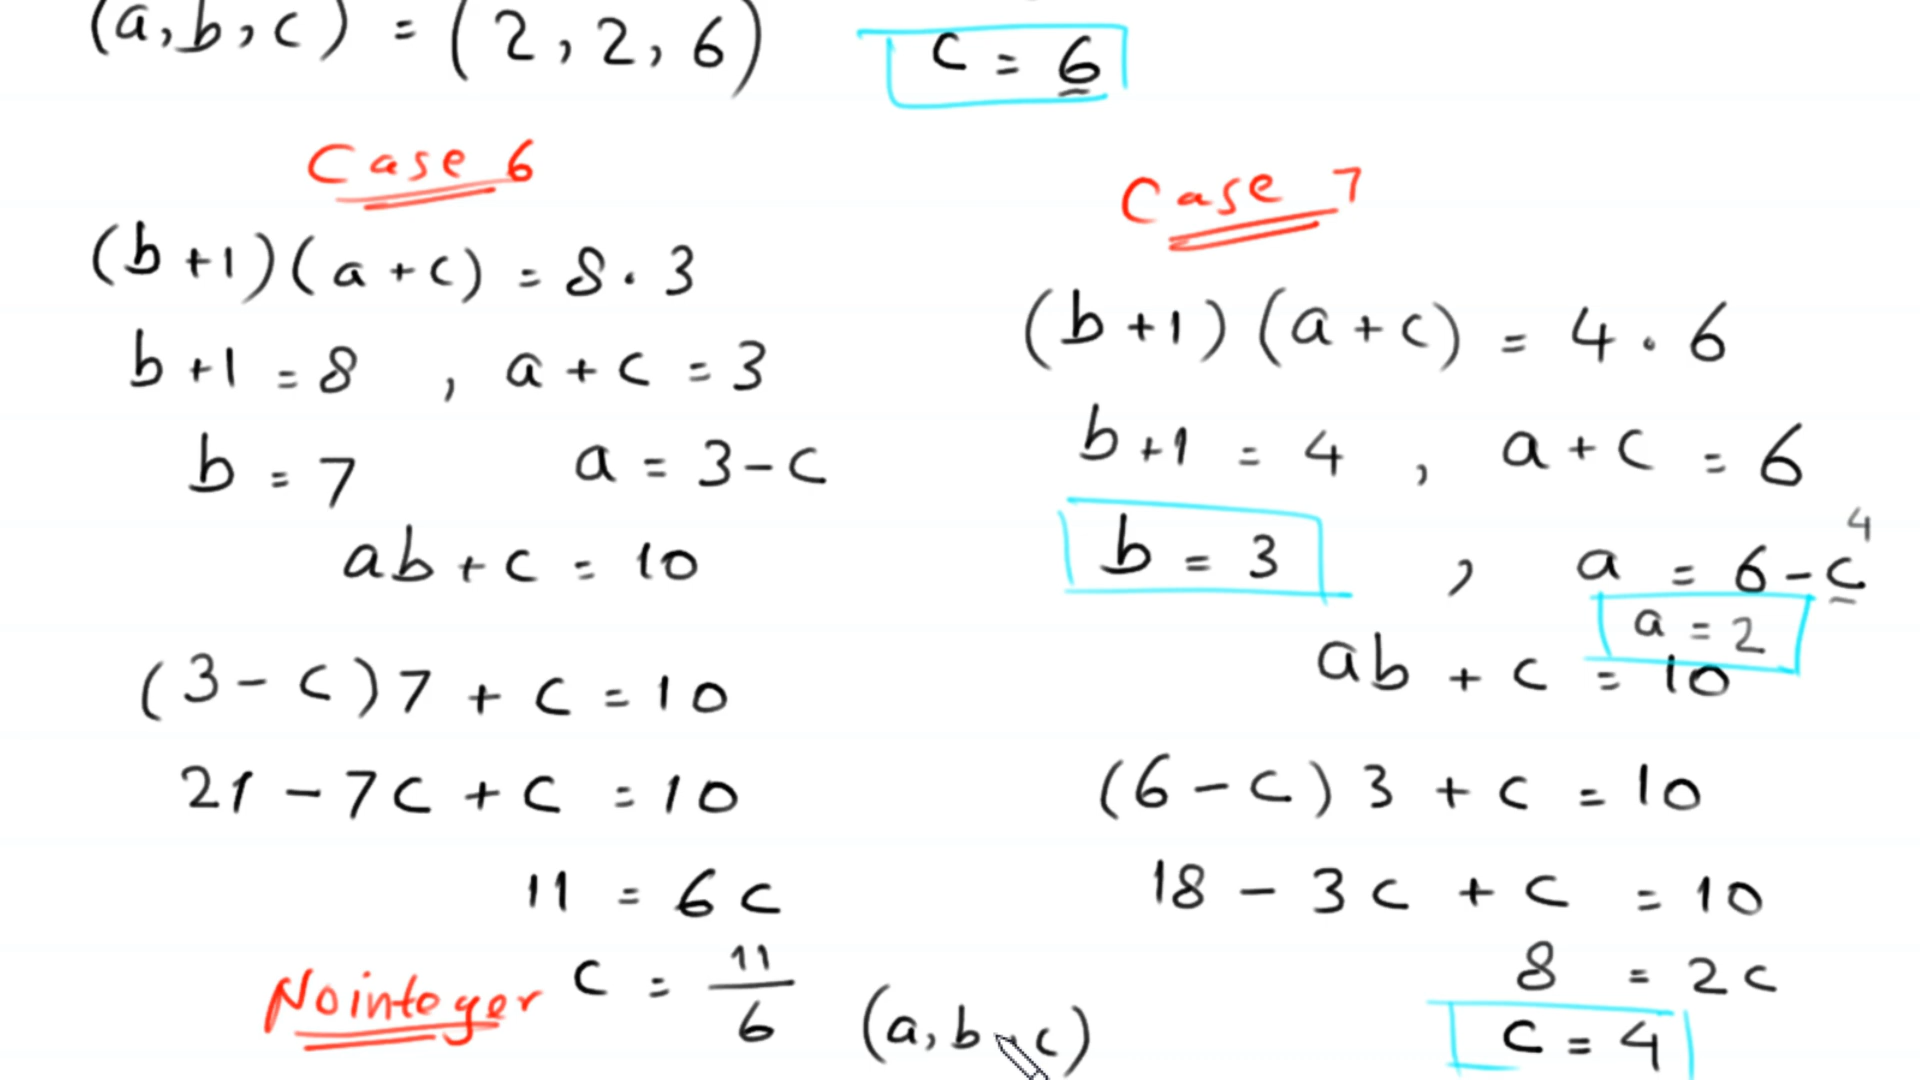 (a, b, c) = (2, 2, 6)
c = 6
Case 6
(b+1)(a+c) = 8·3
b+1 = 8 , a+c = 3
b = 7 a = 3-c
ab+c = 10
(3-c)7 + c = 10
21 - 7c + c = 10
11 = 6c
No integer c = 11/6
(a, b, c)
Case 7
(b+1)(a+c) = 4·6
b+1 = 4 , a+c = 6
b = 3 , a = 6-c 4
a = 2
ab + c = 10
(6-c)3 + c = 10
18 - 3c + c = 10
8 = 2c
c = 4